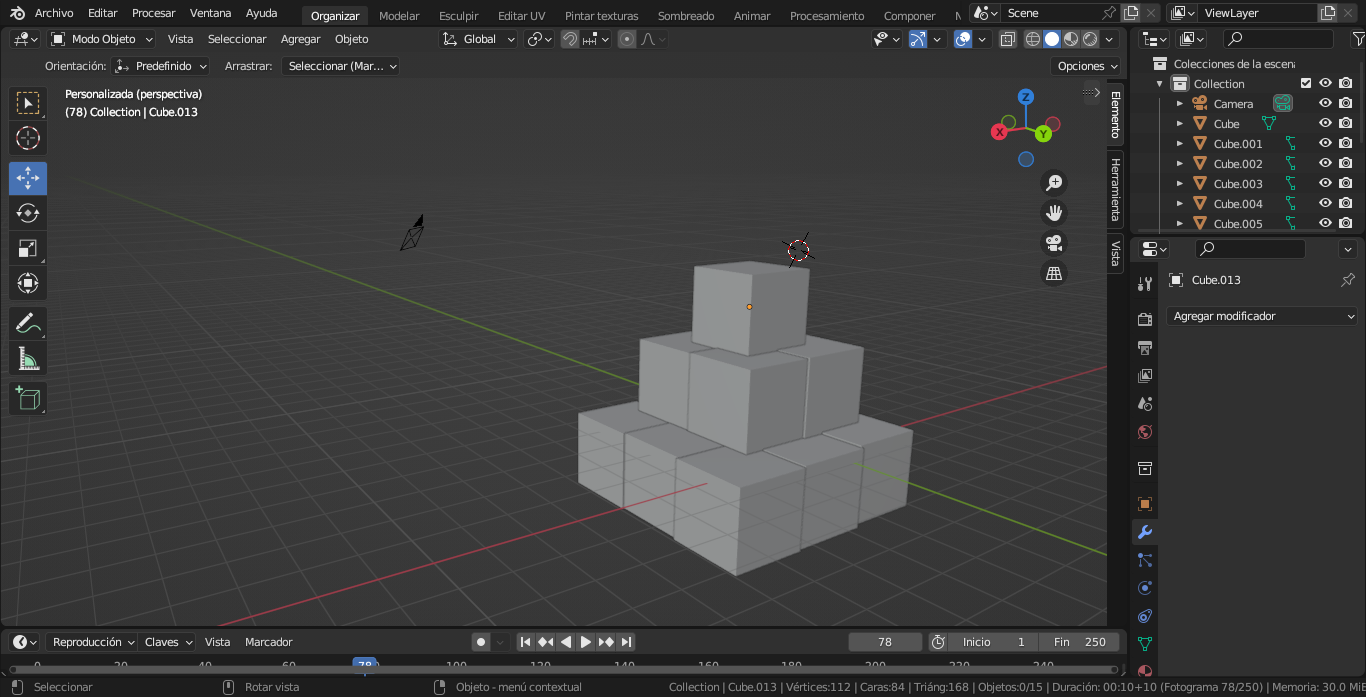 Archivo Editar Procesar Ventana Ayuda Organizar Modelar Esculpir Editar UV Pintar texturas Sombreado Animar Procesamiento Componer Scene ViewLayer
Modo Objeto Vista Seleccionar Agregar Objeto Global
Orientación: Predefinido Arrastrar: Seleccionar (Mar... Opciones
Personalizada (perspectiva)
(78) Collection | Cube.013
Z
X
Y
Elemento
Herramienta
Vista
Colecciones de la escena
Collection
Camera
Cube
Cube.001
Cube.002
Cube.003
Cube.004
Cube.005
Cube.013
Agregar modificador
Reproducción Claves Vista Marcador 78 Inicio 1 Fin 250
0 20 40 60 78 100 120 140 160 180 200 220 240
Seleccionar Rotar vista Objeto - menú contextual Collection | Cube.013 | Vértices:112 | Caras:84 | Triáng:168 | Objetos:0/15 | Duración: 00:10+10 (Fotograma 78/250) | Memoria: 30.0 Mi